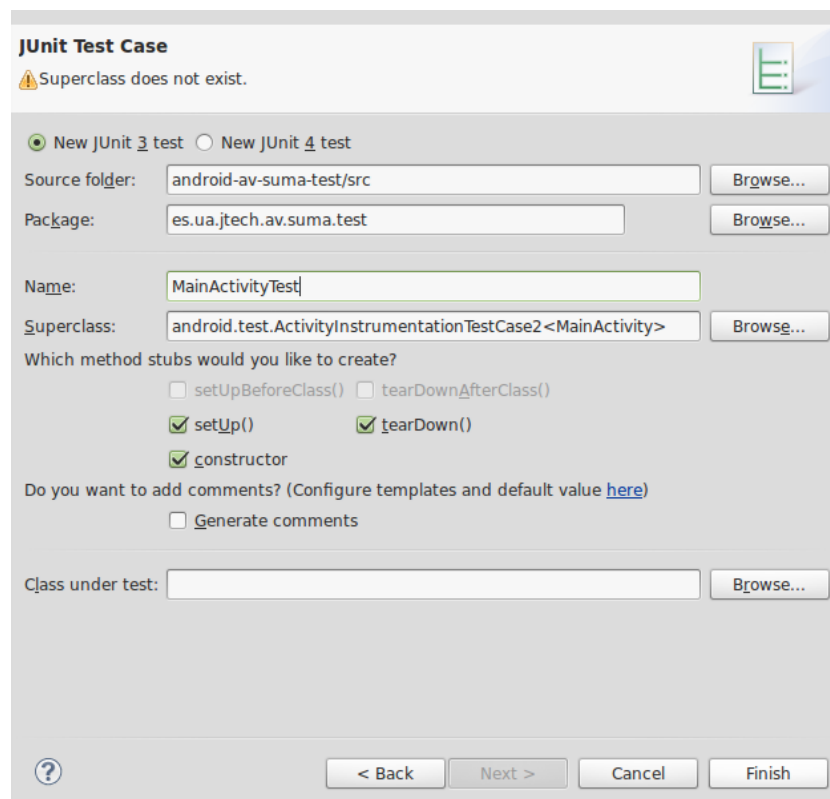 JUnit Test Case
Superclass does not exist.
New JUnit 3 test New JUnit 4 test
Source folder: android-av-suma-test/src Browse...
Package: es.ua.jtech.av.suma.test Browse...
Name: MainActivityTest
Superclass: android.test.ActivityInstrumentationTestCase2<MainActivity> Browse...
Which method stubs would you like to create?
setUpBeforeClass() tearDownAfterClass()
setUp() tearDown()
constructor
Do you want to add comments? (Configure templates and default value here)
Generate comments
Class under test: Browse...
? < Back Next > Cancel Finish